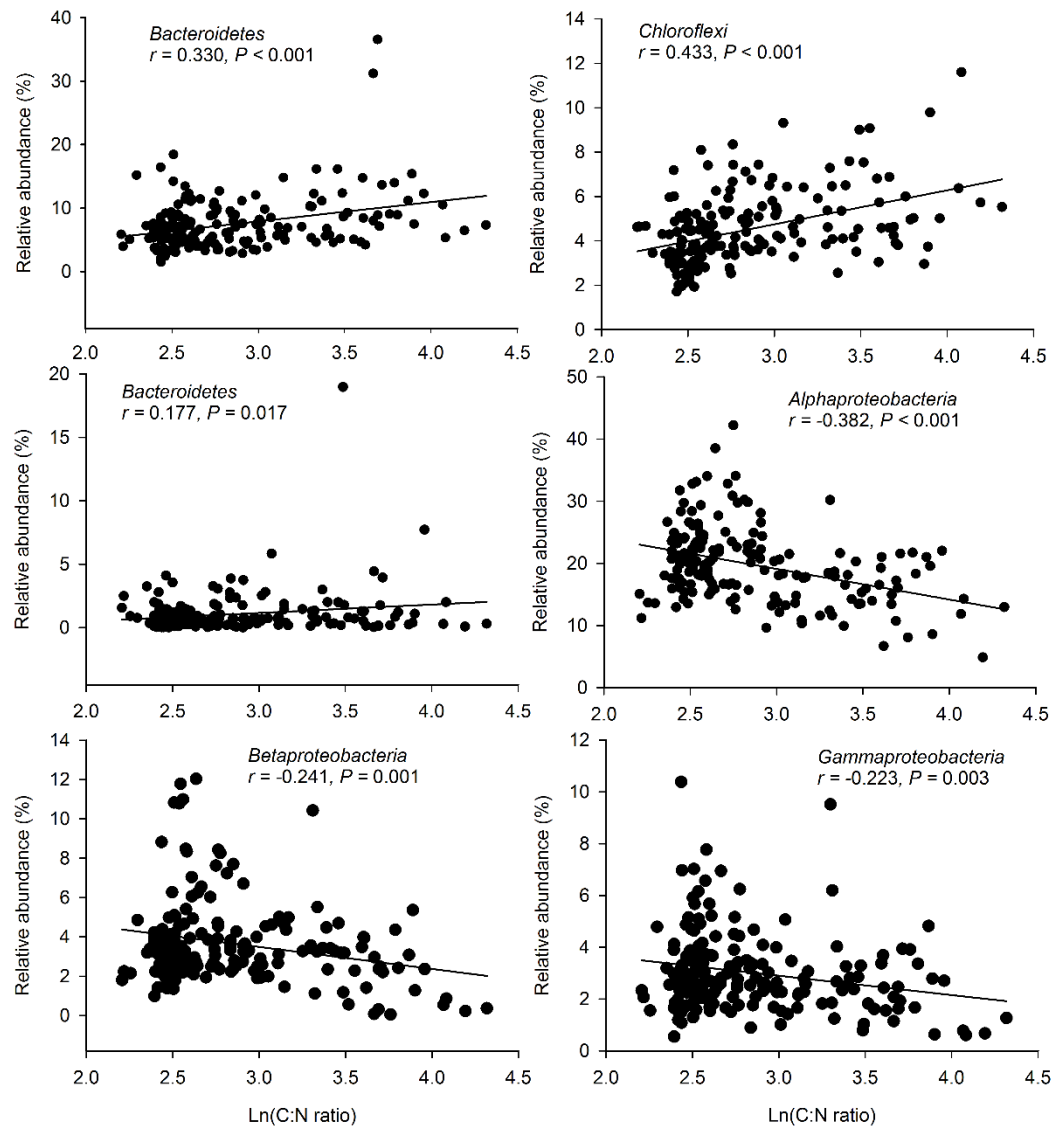 Bacteroidetes
r = 0.330, P < 0.001
Relative abundance (%)
40
30
20
10
0
2.0 2.5 3.0 3.5 4.0 4.5
Chloroflexi
r = 0.433, P < 0.001
Relative abundance (%)
14
12
10
8
6
4
2
0
2.0 2.5 3.0 3.5 4.0 4.5
Bacteroidetes
r = 0.177, P = 0.017
Relative abundance (%)
20
15
10
5
0
2.0 2.5 3.0 3.5 4.0 4.5
Alphaproteobacteria
r = -0.382, P < 0.001
Relative abundance (%)
50
40
30
20
10
0
2.0 2.5 3.0 3.5 4.0 4.5
Betaproteobacteria
r = -0.241, P = 0.001
Relative abundance (%)
14
12
10
8
6
4
2
0
2.0 2.5 3.0 3.5 4.0 4.5
Ln(C:N ratio)
Gammaproteobacteria
r = -0.223, P = 0.003
Relative abundance (%)
12
10
8
6
4
2
0
2.0 2.5 3.0 3.5 4.0 4.5
Ln(C:N ratio)